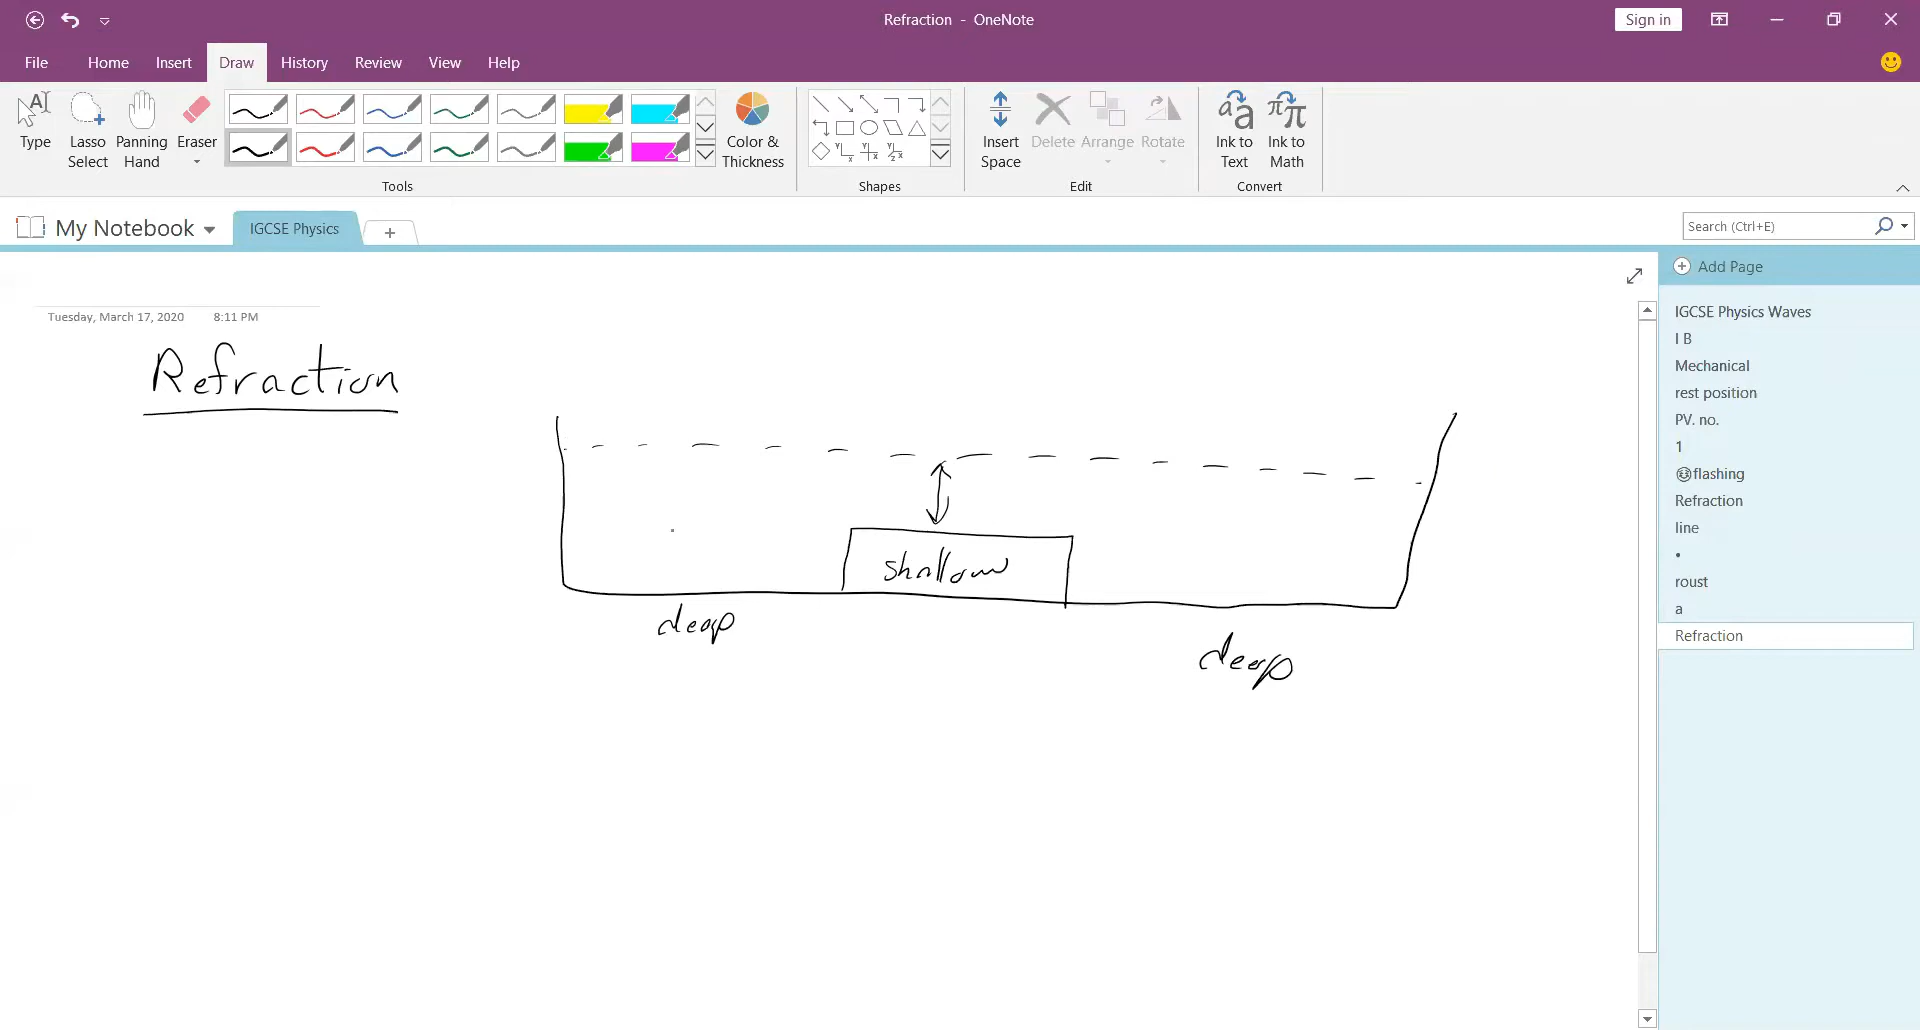 Refraction - OneNote
Sign in
File Home Insert Draw History Review View Help
Type
Lasso Select
Panning Hand
Eraser
Color & Thickness
Insert Space
Delete
Arrange
Rotate
Ink to Text
Ink to Math
Tools
Shapes
Edit
Convert
My Notebook
IGCSE Physics
Search (Ctrl+E)
Add Page
Tuesday, March 17, 2020 8:11 PM
Refraction
shallow
deep
deep
IGCSE Physics Waves
I B
Mechanical
rest position
PV. no.
1
😆flashing
Refraction
line
•
roust
a
Refraction